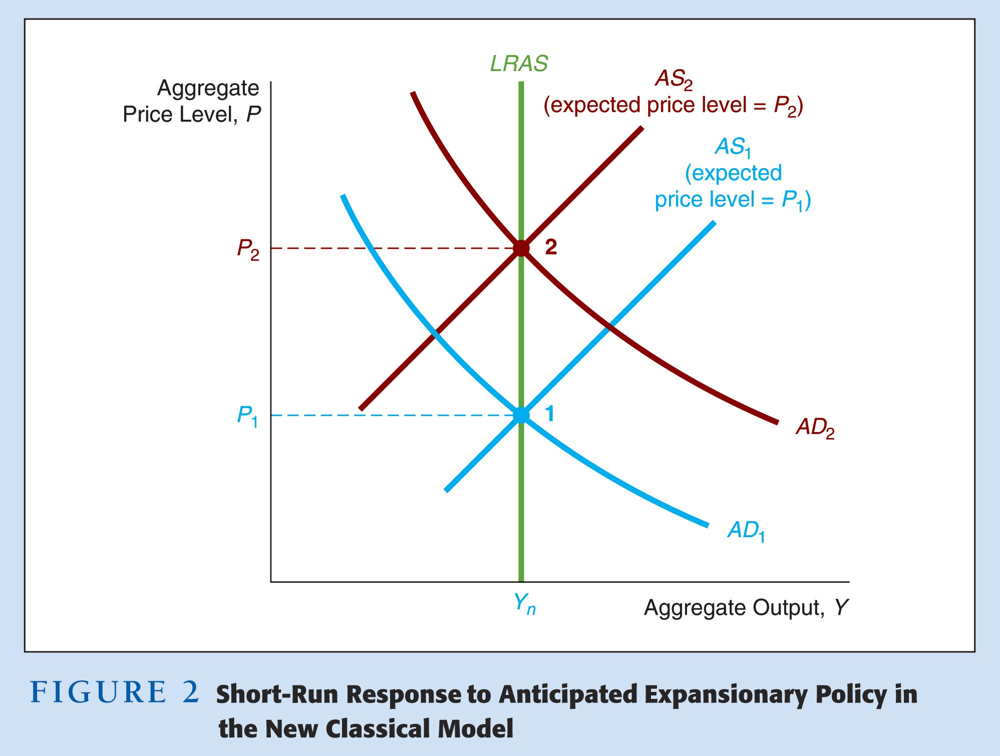 LRAS
Aggregate
Price Level, P
AS2
(expected price level = P2)
AS1
(expected
price level = P1)
P2
2
P1
1
AD2
AD1
Yn
Aggregate Output, Y
FIGURE 2 Short-Run Response to Anticipated Expansionary Policy in
the New Classical Model